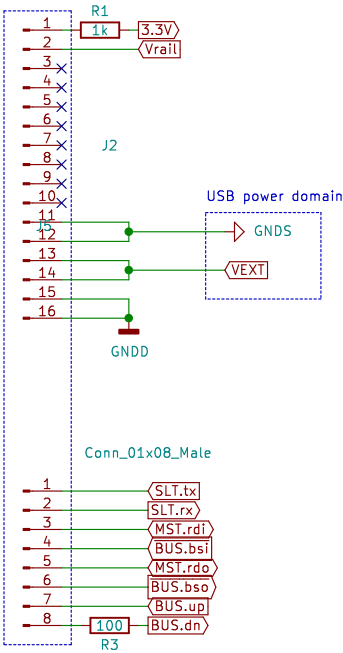 R1
1 1k 3.3V
2 Vrail
3
4
5
6
7 J2
8
9
10 USB power domain
11
J5
12 GNDS
13
14 VEXT
15
16
GNDD
Conn_01x08_Male
1 SLT.tx
2 SLT.rx
3 MST.rdi
4 BUS.bsi
5 MST.rdo
6 BUS.bso
7 BUS.up
8 100 BUS.dn
R3